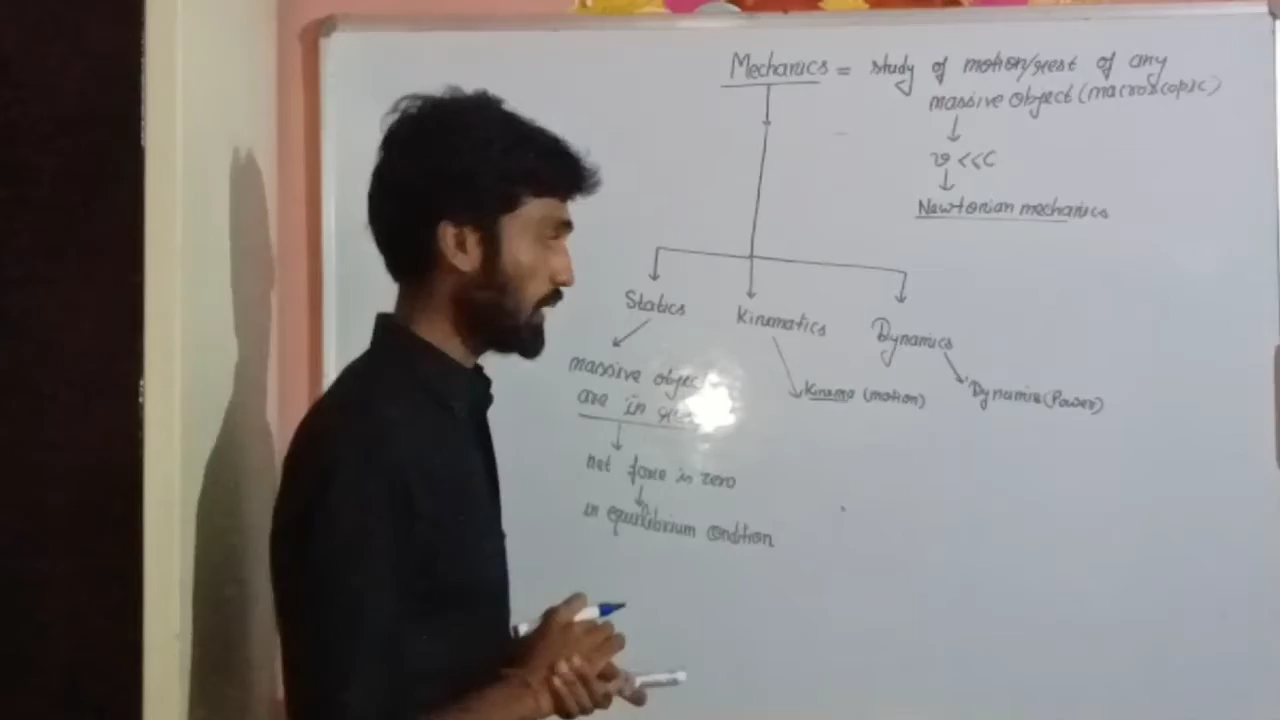 Mechanics = study of motion/rest of any
massive object (macroscopic)
v <<C
Newtonian mechanics
Statics
Kinematics
Dynamics
massive objec
are in
Kinema (motion)
Dynamis (Power)
net force is zero
in equilibrium condition